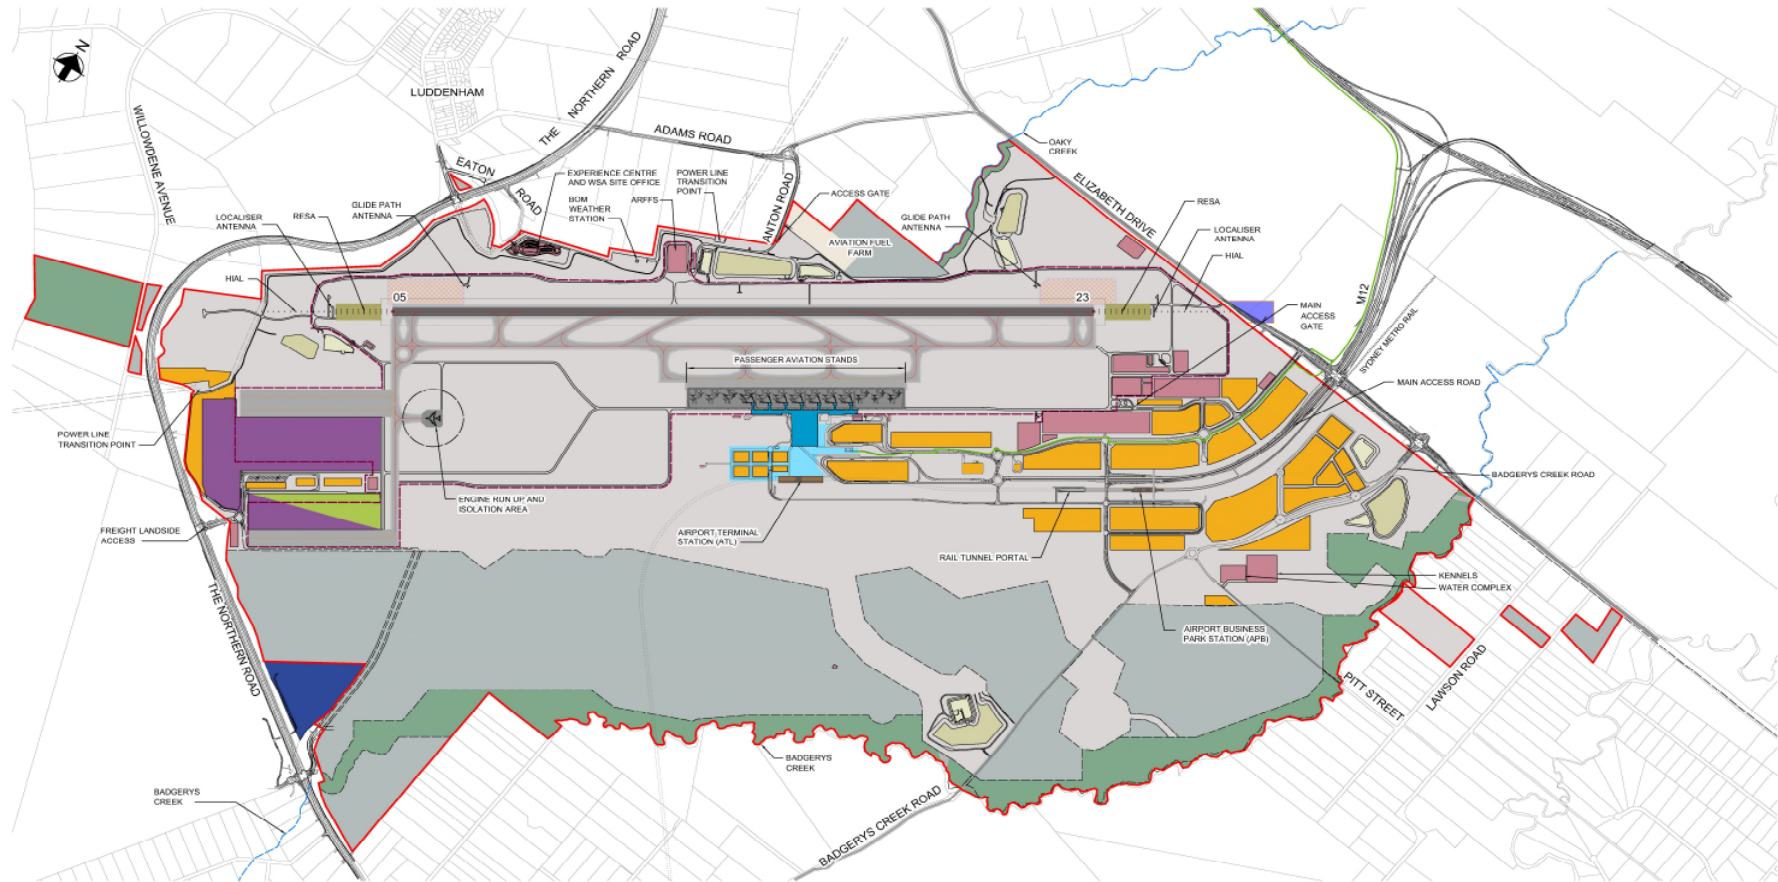 N
LUDDENHAM
THE NORTHERN ROAD
WILLOWDENE AVENUE
ADAMS ROAD
EATON
ROAD
EXPERIENCE CENTRE
AND WSA SITE OFFICE
POWER LINE
TRANSITION
POINT
BOM
WEATHER
STATION
ARFFS
ANTON ROAD
ACCESS GATE
OAKY
CREEK
ELIZABETH DRIVE
LOCALISER
ANTENNA
RESA
GLIDE PATH
ANTENNA
AVIATION FUEL
FARM
GLIDE PATH
ANTENNA
RESA
LOCALISER
ANTENNA
HIAL
HIAL
05
23
M12
MAIN
ACCESS
GATE
SYDNEY METRO RAIL
PASSENGER AVIATION STANDS
MAIN ACCESS ROAD
POWER LINE
TRANSITION POINT
BADGERYS CREEK ROAD
ENGINE RUN UP AND
ISOLATION AREA
FREIGHT LANDSIDE
ACCESS
AIRPORT TERMINAL
STATION (ATL)
RAIL TUNNEL PORTAL
KENNELS
WATER COMPLEX
THE NORTHERN ROAD
AIRPORT BUSINESS
PARK STATION (APB)
PITT STREET
LAWSON ROAD
BADGERYS
CREEK
BADGERYS
CREEK
BADGERYS CREEK ROAD